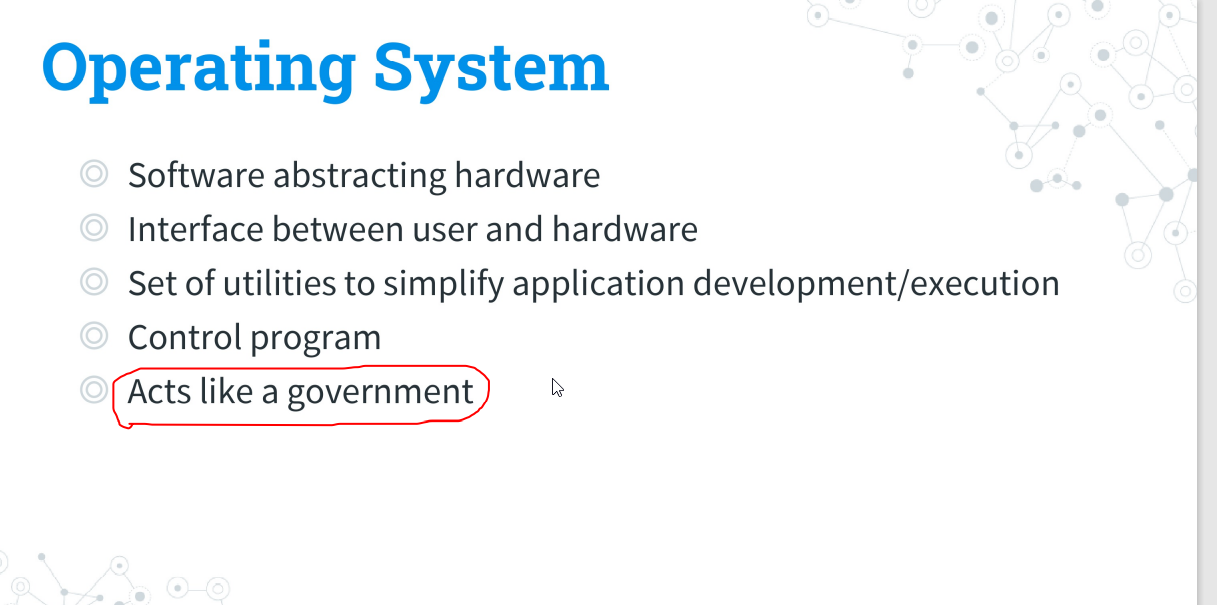 Operating System
Software abstracting hardware
Interface between user and hardware
Set of utilities to simplify application development/execution
Control program
Acts like a government